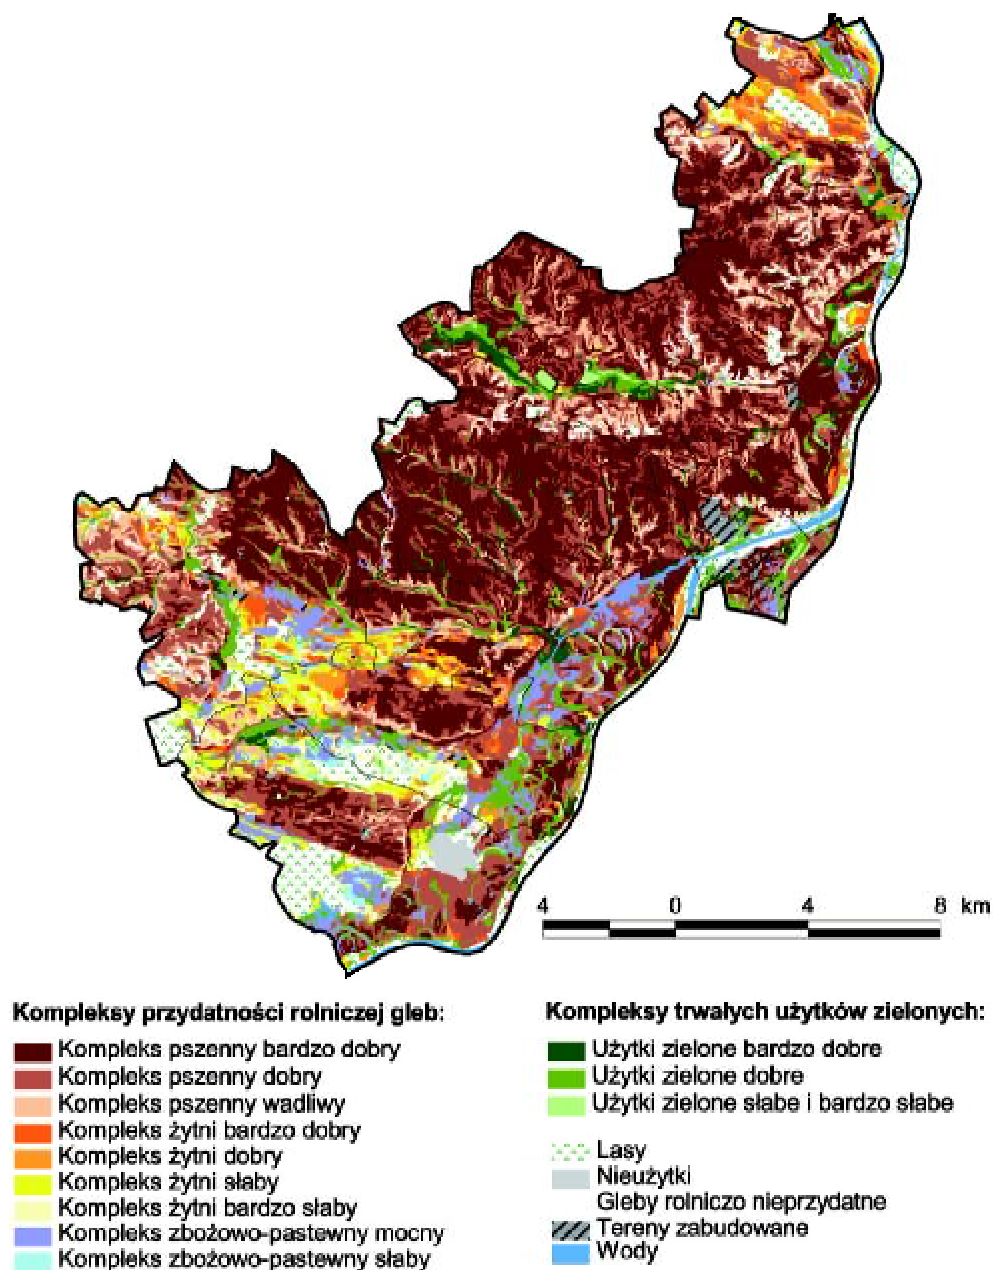 4 0 4 8 km
Kompleksy przydatności rolniczej gleb:
Kompleks pszenny bardzo dobry
Kompleks pszenny dobry
Kompleks pszenny wadliwy
Kompleks żytni bardzo dobry
Kompleks żytni dobry
Kompleks żytni słaby
Kompleks żytni bardzo słaby
Kompleks zbożowo-pastewny mocny
Kompleks zbożowo-pastewny słaby
Kompleksy trwałych użytków zielonych:
Użytki zielone bardzo dobre
Użytki zielone dobre
Użytki zielone słabe i bardzo słabe
Lasy
Nieużytki
Gleby rolniczo nieprzydatne
Tereny zabudowane
Wody